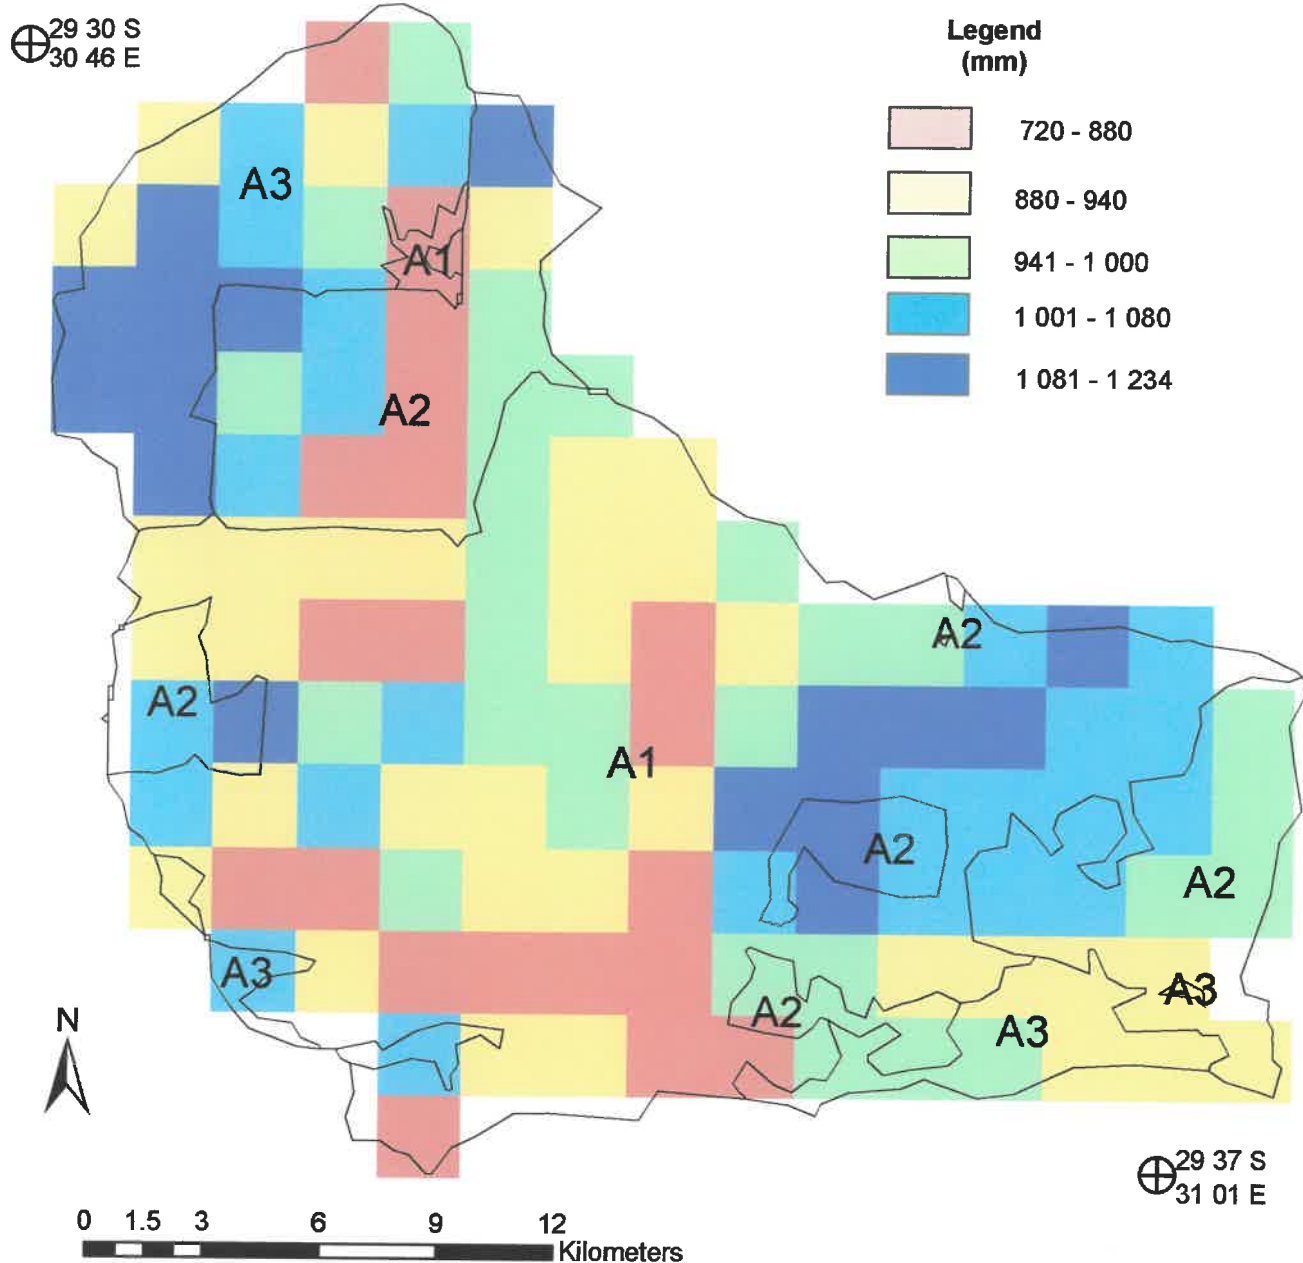 29 30 S
30 46 E
Legend
(mm)
720 - 880
880 - 940
941 - 1 000
1 001 - 1 080
1 081 - 1 234
A3
A1
A2
A2
A2
A1
A2
A2
A3
A3
A2
A3
N
29 37 S
31 01 E
0 1.5 3 6 9 12
Kilometers